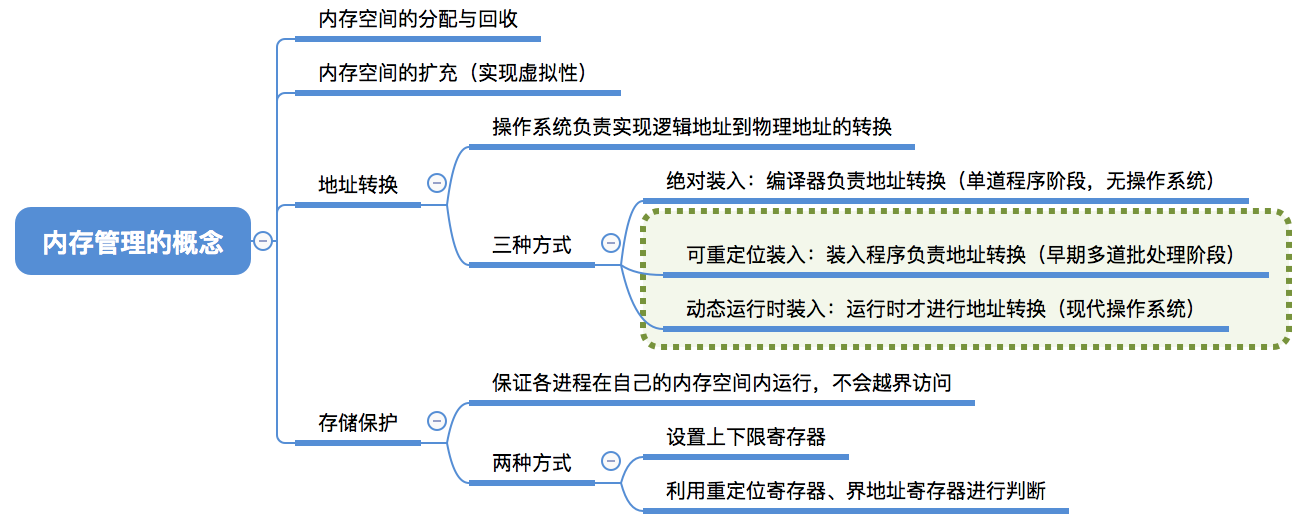 内存管理的概念
内存空间的分配与回收
内存空间的扩充（实现虚拟性）
地址转换
操作系统负责实现逻辑地址到物理地址的转换
三种方式
绝对装入：编译器负责地址转换（单道程序阶段，无操作系统）
可重定位装入：装入程序负责地址转换（早期多道批处理阶段）
动态运行时装入：运行时才进行地址转换（现代操作系统）
存储保护
保证各进程在自己的内存空间内运行，不会越界访问
两种方式
设置上下限寄存器
利用重定位寄存器、界地址寄存器进行判断